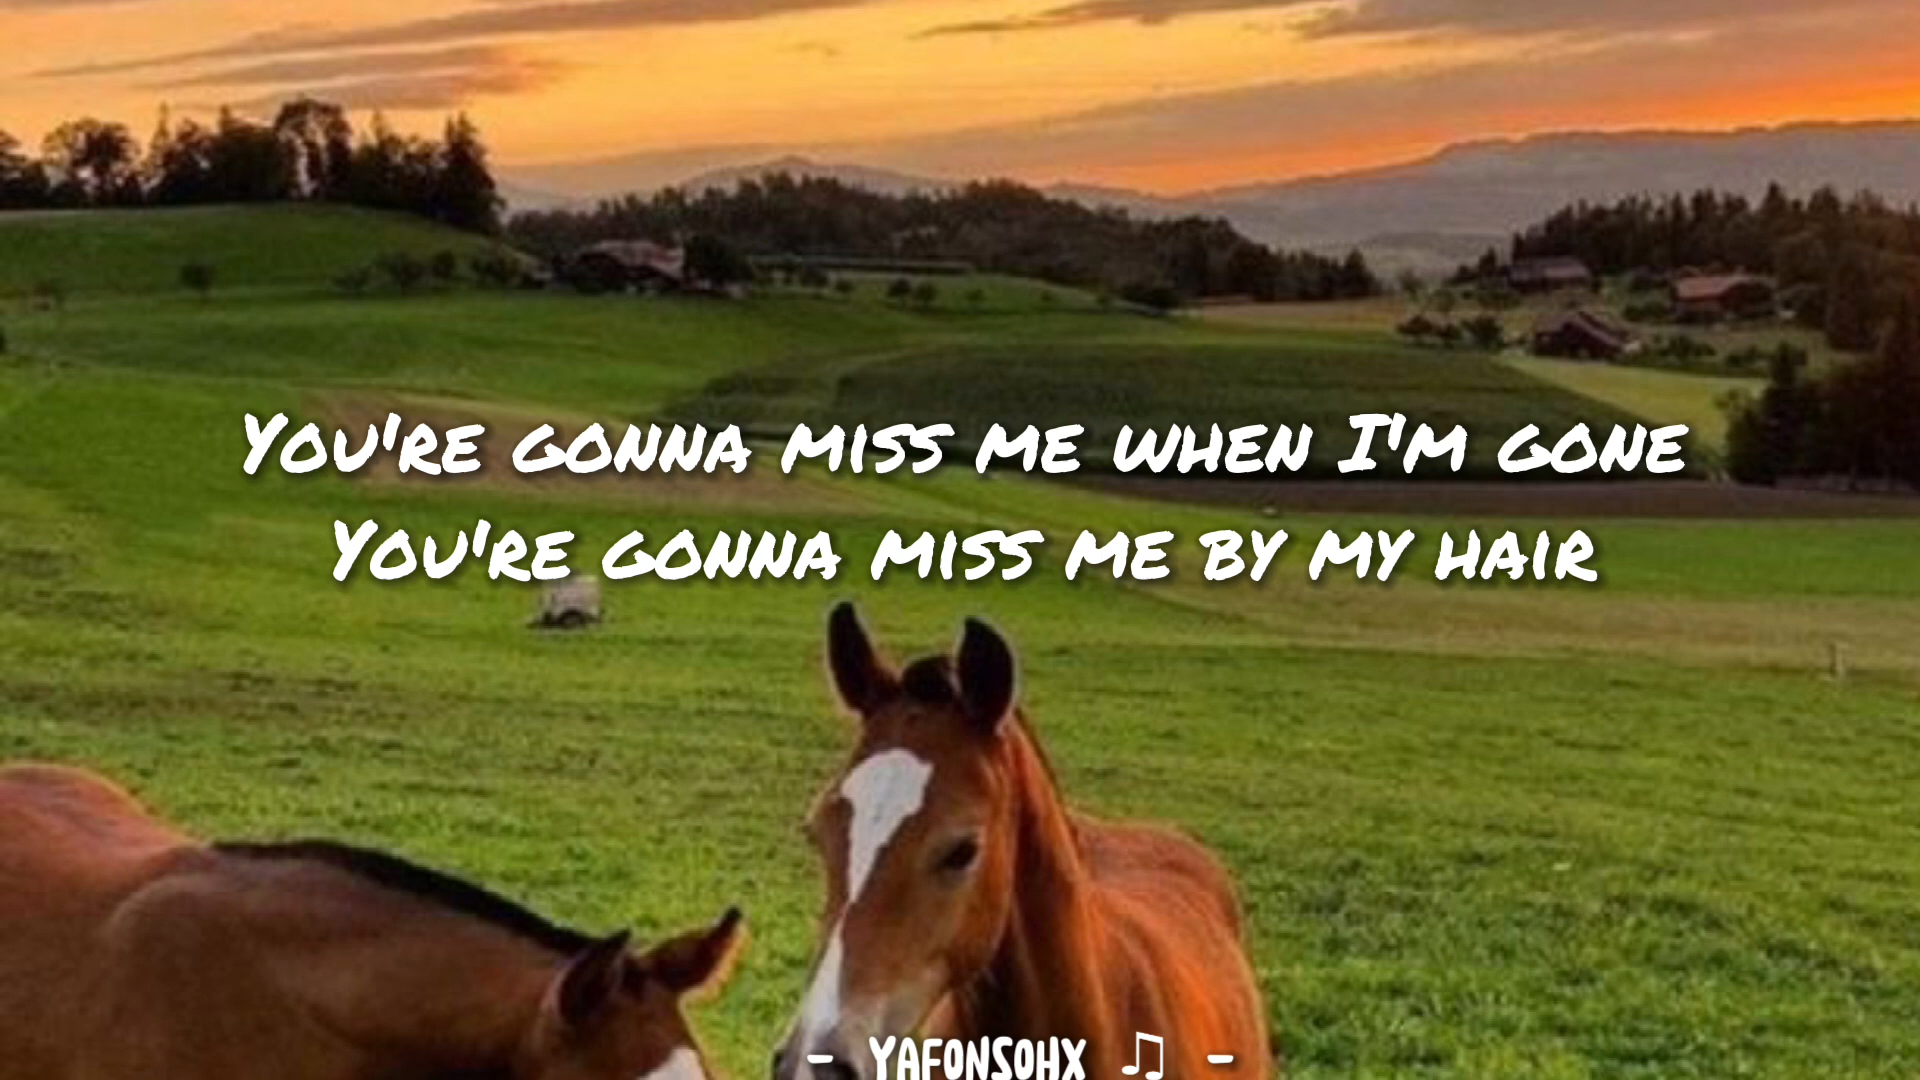 You're gonna miss me when I'm gone
You're gonna miss me by my hair
- YAFONSOHX ♫ -